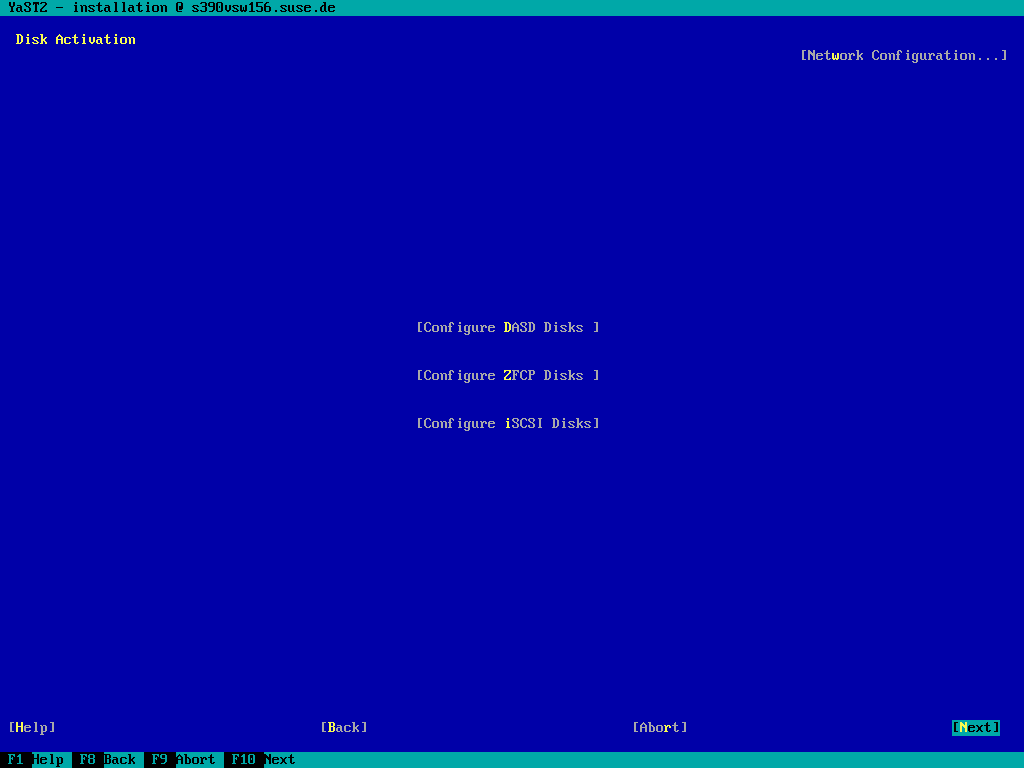 YaST2 - installation @ s390vsw156.suse.de
Disk Activation
[Network Configuration...]
[Configure DASD Disks ]
[Configure ZFCP Disks ]
[Configure iSCSI Disks]
[Help] [Back] [Abort] [Next]
F1 Help F8 Back F9 Abort F10 Next